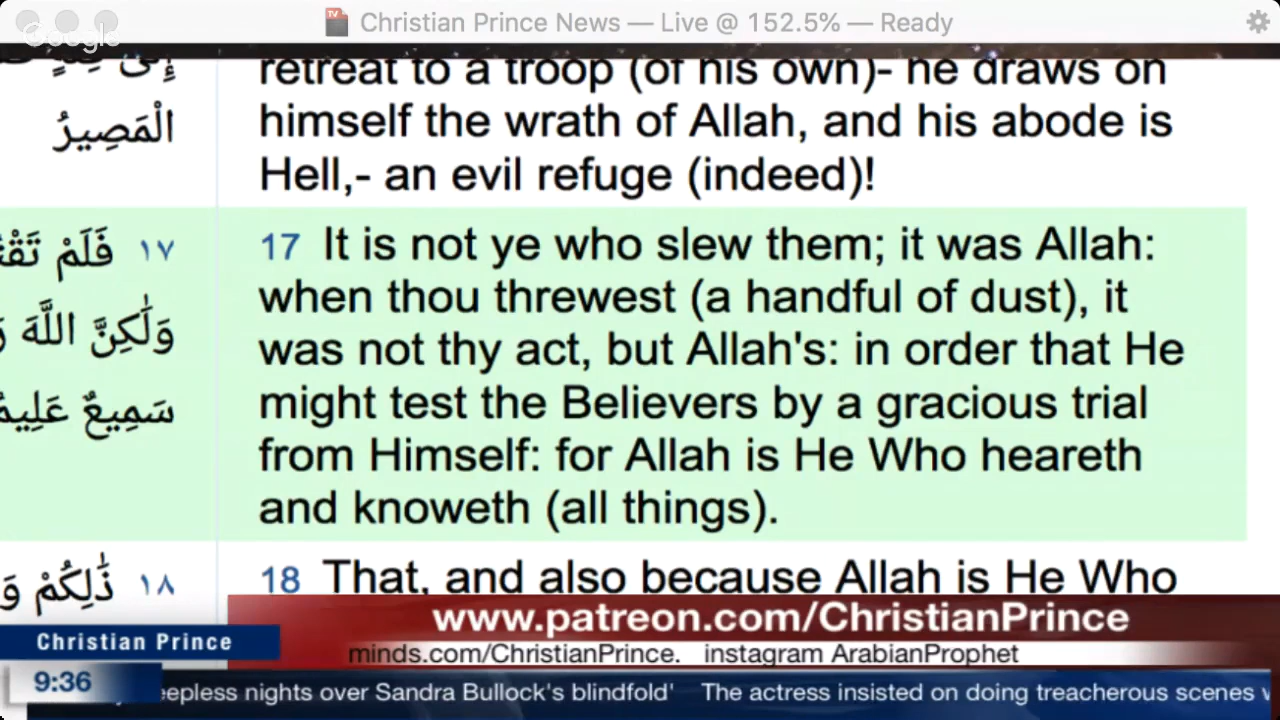 Christian Prince News — Live @ 152.5% — Ready
Google
retreat to a troop (of his own)- he draws on
himself the wrath of Allah, and his abode is
Hell,- an evil refuge (indeed)!
الْمَصِيرُ
17 It is not ye who slew them; it was Allah:
when thou threwest (a handful of dust), it
was not thy act, but Allah's: in order that He
might test the Believers by a gracious trial
from Himself: for Allah is He Who heareth
and knoweth (all things).
١٧ فَلَمْ
وَلَٰكِنَّ اللَّهَ
سَمِيعٌ
18 That, and also because Allah is He Who
١٨ ذَٰلِكُمْ
www.patreon.com/ChristianPrince
Christian Prince
minds.com/ChristianPrince. instagram ArabianProphet
9:36
nights over Sandra Bullock's blindfold' The actress insisted on doing treacherous scenes